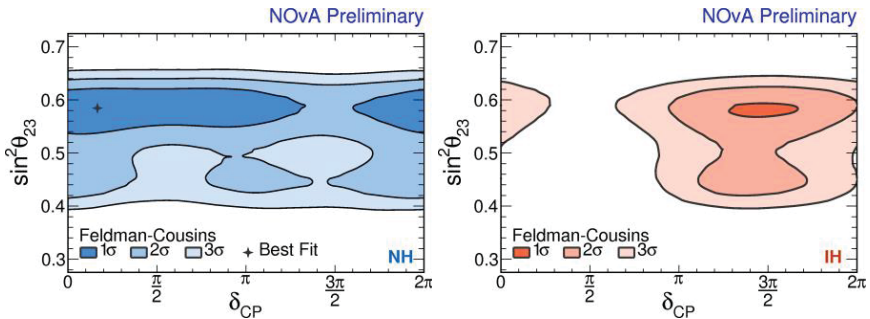 NOvA Preliminary
0.7
0.6
0.5
0.4
0.3
sin²θ₂₃
Feldman-Cousins
1σ 2σ 3σ Best Fit
NH
0 π/2 π 3π/2 2π
δCP
NOvA Preliminary
0.7
0.6
0.5
0.4
0.3
sin²θ₂₃
Feldman-Cousins
1σ 2σ 3σ
IH
0 π/2 π 3π/2 2π
δCP